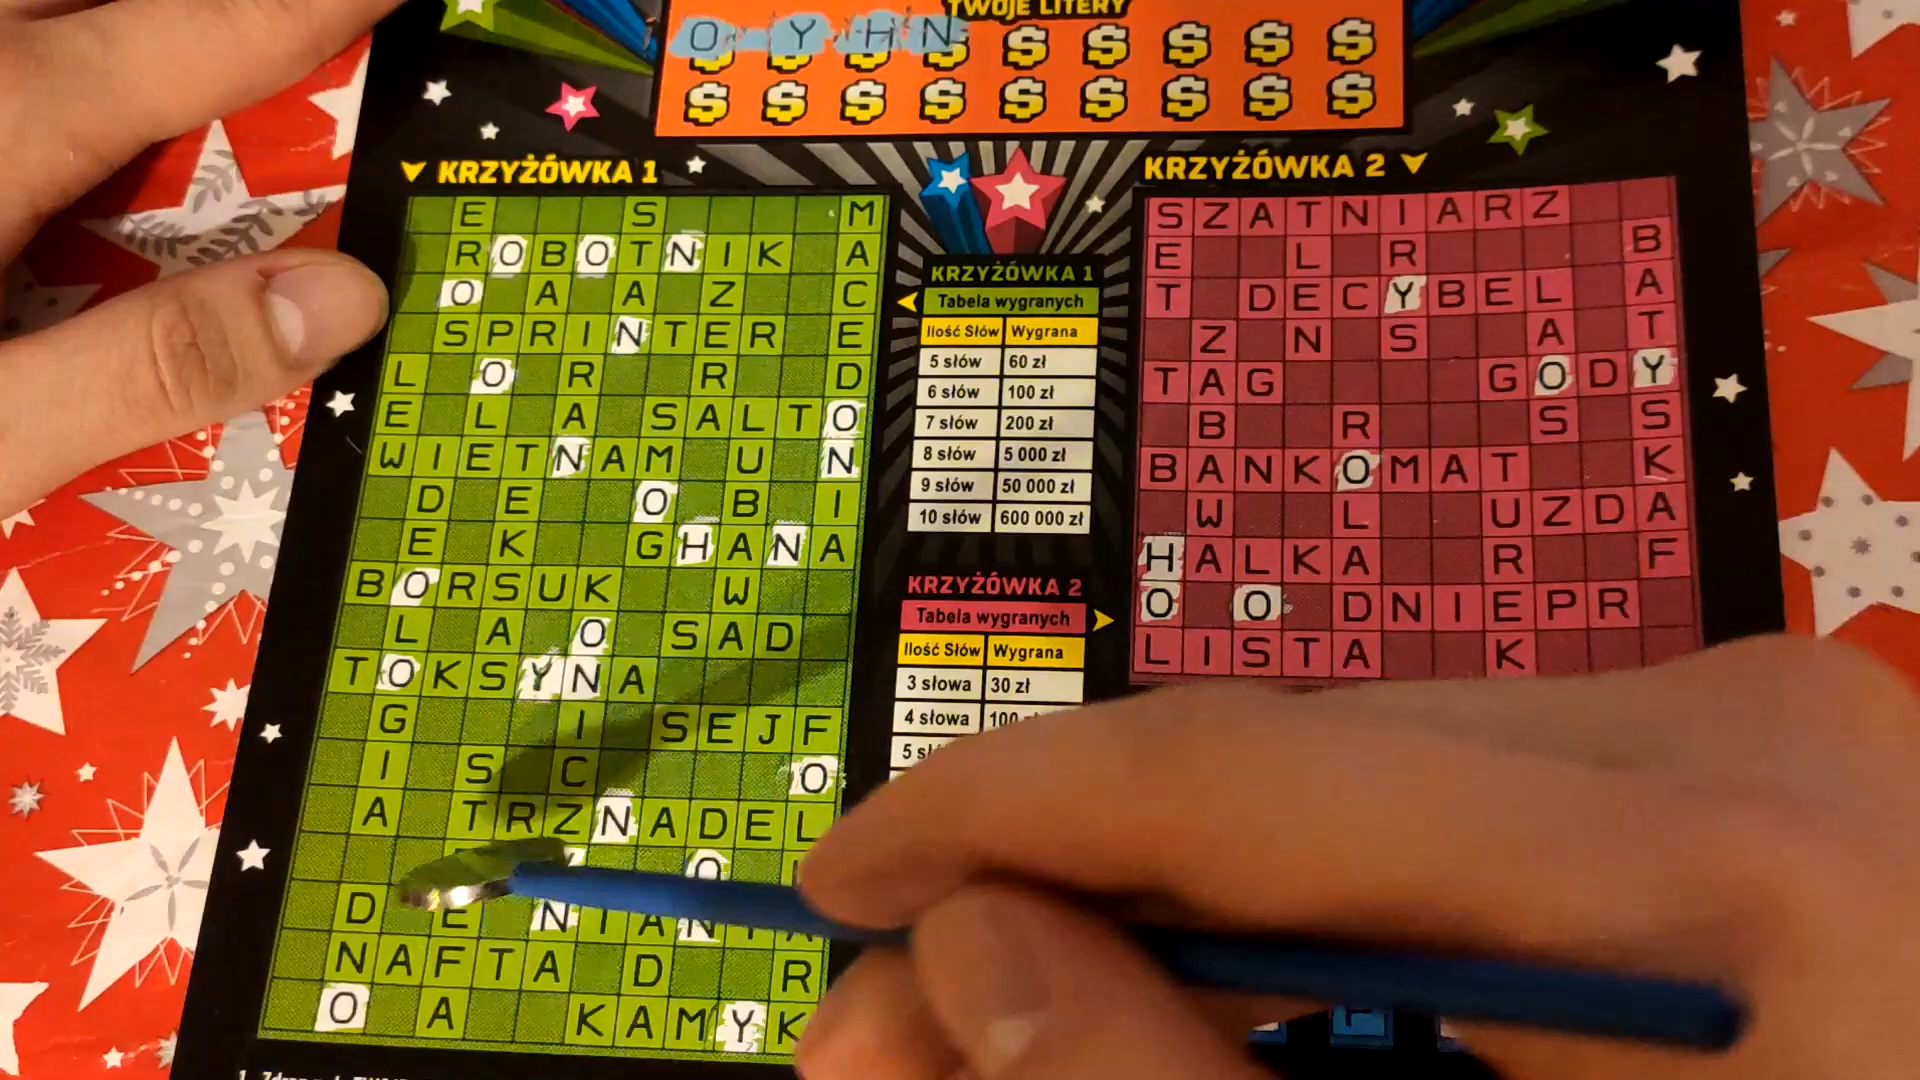 TWOJE LITERY
O Y H N
KRZYŻÓWKA 1
KRZYŻÓWKA 2
E S M
ROBOTNIK A
O A A Z C
SPRINTER E
L O R R D
E L A SALTO
WIETNAM U N
D E O B I
E K GHANA
BORSUK W
L A O SAD
TOKSYNA
G I SEJF
I S C O
A TRZNADEL
O
D E NIANIA
NAFTA D R
O A KAMYK
KRZYŻÓWKA 1
Tabela wygranych
Ilość Słów Wygrana
5 słów 60 zł
6 słów 100 zł
7 słów 200 zł
8 słów 5 000 zł
9 słów 50 000 zł
10 słów 600 000 zł
KRZYŻÓWKA 2
Tabela wygranych
Ilość Słów Wygrana
3 słowa 30 zł
4 słowa 100
5
SZATNIARZ
E L R B
T DECYBEL A
Z N S A T
TAG GODY
B R S S
BANKOMAT K
W L UZDA
HALKA R F
O O DNIEPR
LISTA K